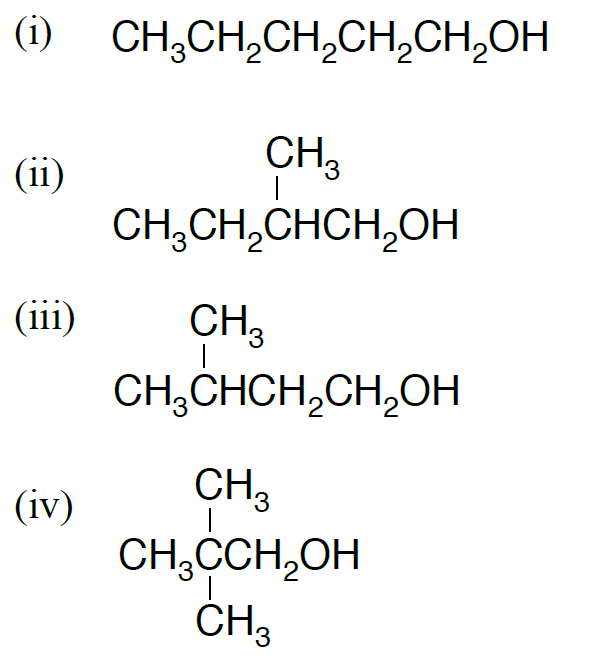 (i) CH₃CH₂CH₂CH₂CH₂OH
CH₃
(ii)
CH₃CH₂CHCH₂OH
(iii) CH₃
CH₃CHCH₂CH₂OH
CH₃
(iv)
CH₃CCH₂OH
CH₃